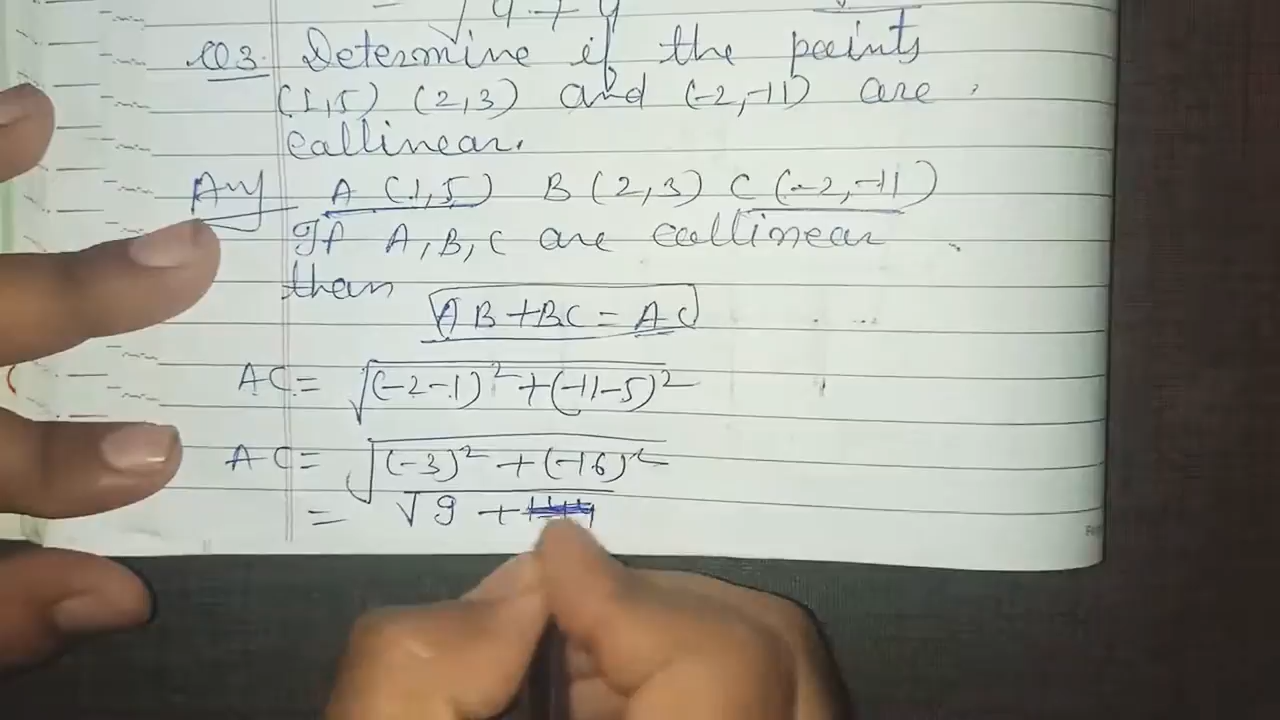 = √4+4
Q3. Determine if the points
(1,5) (2,3) and (-2,-11) are
collinear.
Ans A (1,5) B (2,3) C (-2,-11)
If A, B, C are collinear
then
AB+BC=AC
AC= √(-2-1)²+(-11-5)²
AC= √(-3)²+(-16)²
= √9 +